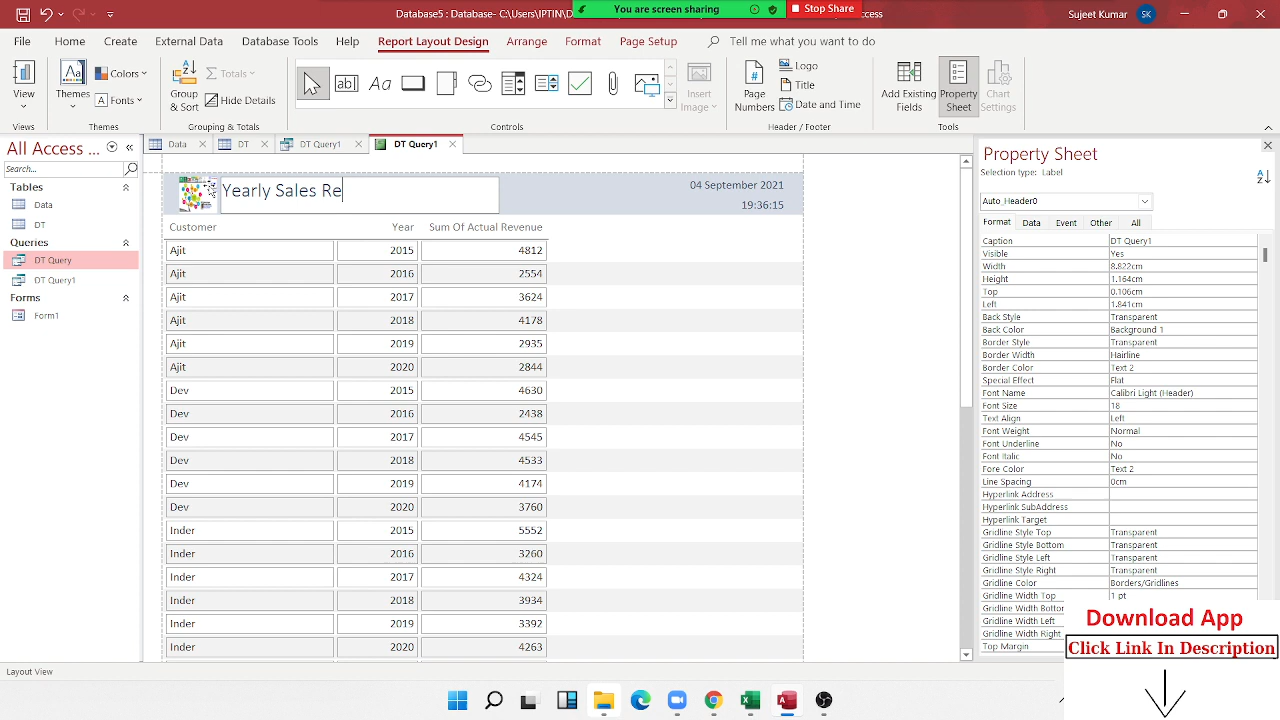 Database5 : Database- C:\Users\IPTIN\D
You are screen sharing
Stop Share
ccess
Sujeet Kumar
SK
File Home Create External Data Database Tools Help Report Layout Design Arrange Format Page Setup Tell me what you want to do
View
Views
Themes
Colors
Fonts
Themes
Group & Sort
Totals
Hide Details
Grouping & Totals
Aa
Controls
Insert Image
Page Numbers
Logo
Title
Date and Time
Header / Footer
Add Existing Fields
Property Sheet
Chart Settings
Tools
All Access ...
Search...
Tables
Data
DT
Queries
DT Query
DT Query1
Forms
Form1
Data DT DT Query1 DT Query1
Yearly Sales Re
04 September 2021
19:36:15
Customer Year Sum Of Actual Revenue
Ajit 2015 4812
Ajit 2016 2554
Ajit 2017 3624
Ajit 2018 4178
Ajit 2019 2935
Ajit 2020 2844
Dev 2015 4630
Dev 2016 2438
Dev 2017 4545
Dev 2018 4533
Dev 2019 4174
Dev 2020 3760
Inder 2015 5552
Inder 2016 3260
Inder 2017 4324
Inder 2018 3934
Inder 2019 3392
Inder 2020 4263
Property Sheet
Selection type: Label
Auto_Header0
Format Data Event Other All
Caption DT Query1
Visible Yes
Width 8.822cm
Height 1.164cm
Top 0.106cm
Left 1.841cm
Back Style Transparent
Back Color Background 1
Border Style Transparent
Border Width Hairline
Border Color Text 2
Special Effect Flat
Font Name Calibri Light (Header)
Font Size 18
Text Align Left
Font Weight Normal
Font Underline No
Font Italic No
Fore Color Text 2
Line Spacing 0cm
Hyperlink Address
Hyperlink SubAddress
Hyperlink Target
Gridline Style Top Transparent
Gridline Style Bottom Transparent
Gridline Style Left Transparent
Gridline Style Right Transparent
Gridline Color Borders/Gridlines
Gridline Width Top 1 pt
Gridline Width Bottom
Gridline Width Left
Gridline Width Right
Top Margin
Download App
Click Link In Description
Layout View